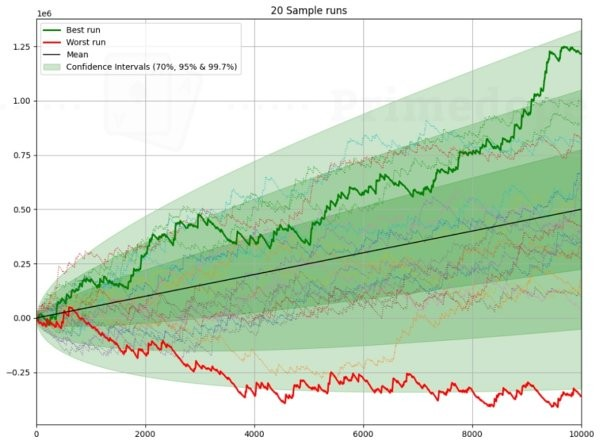 20 Sample runs
1e6
Best run
Worst run
Mean
Confidence Intervals (70%, 95% & 99.7%)
1.25
1.00
0.75
0.50
0.25
0.00
−0.25
0
2000
4000
6000
8000
10000